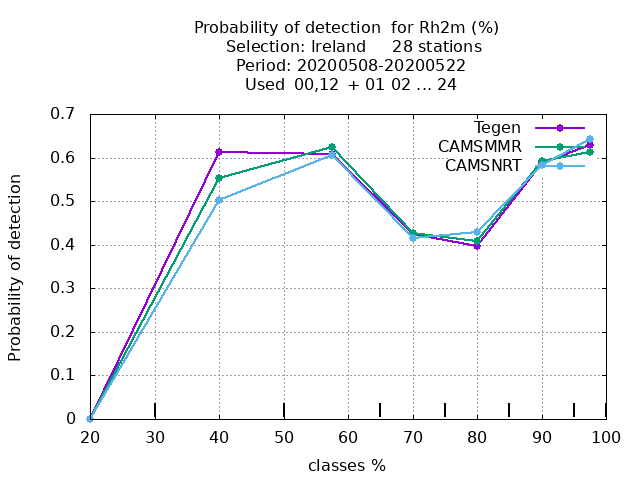 Probability of detection  for Rh2m (%)
Selection: Ireland     28 stations
Period: 20200508-20200522
Used  00,12  + 01 02 ... 24
Probability of detection
0.7
0.6
0.5
0.4
0.3
0.2
0.1
0
Tegen
CAMSMMR
CAMSNRT
20 30 40 50 60 70 80 90 100
classes %